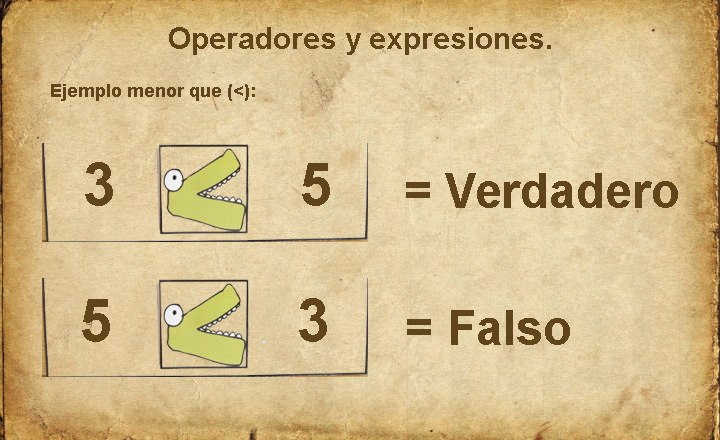 Operadores y expresiones.
Ejemplo menor que (<):
3 5 = Verdadero
5 3 = Falso